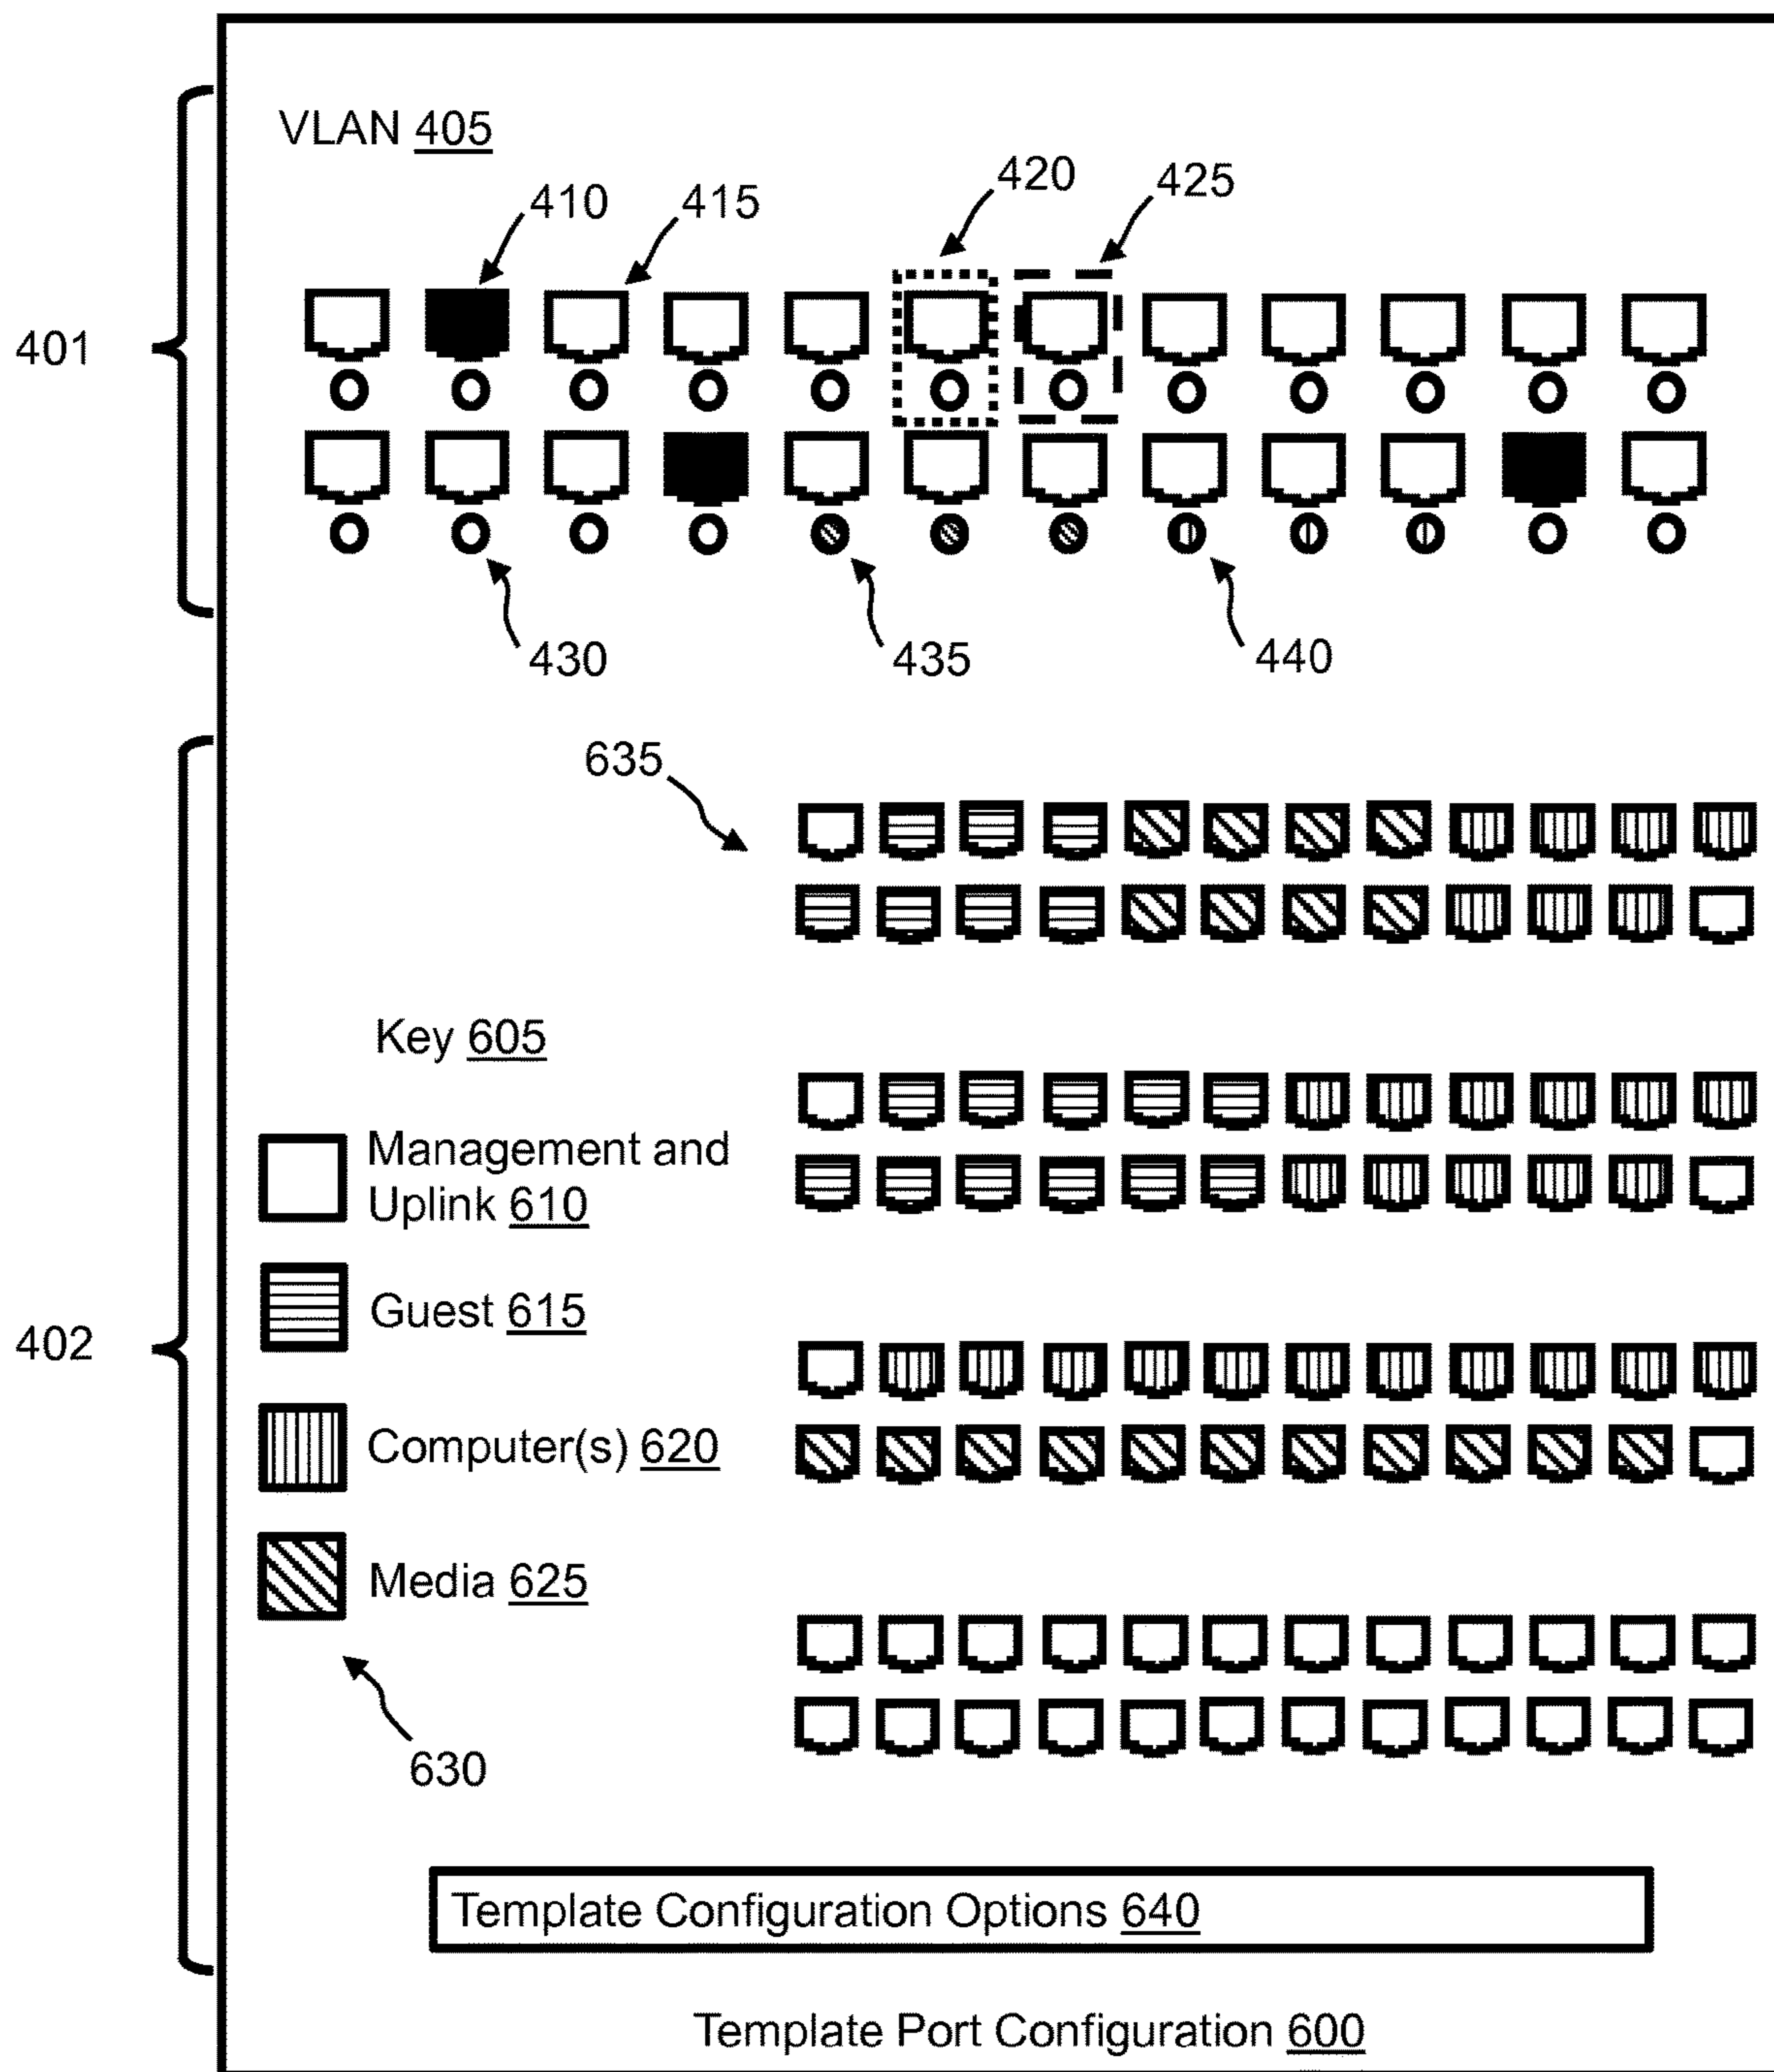 VLAN 405
420
425
410
415
401
430
435
440
635
Key 605
Management and
Uplink 610
Guest 615
402
Computer(s) 620
Media 625
630
Template Configuration Options 640
Template Port Configuration 600